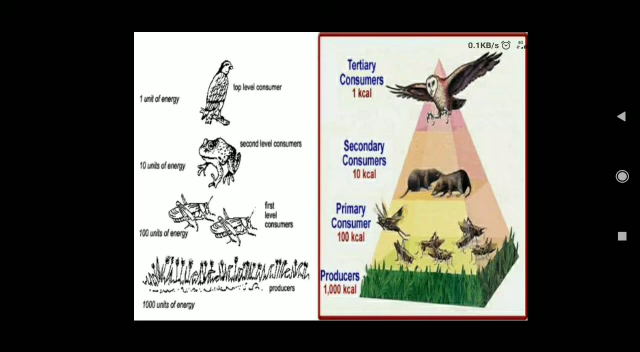 1 unit of energy
top level consumer
10 units of energy
second level consumers
100 units of energy
first
level
consumers
producers
1000 units of energy
0.1KB/s
Tertiary
Consumers
1 kcal
Secondary
Consumers
10 kcal
Primary
Consumer
100 kcal
Producers
1,000 kcal